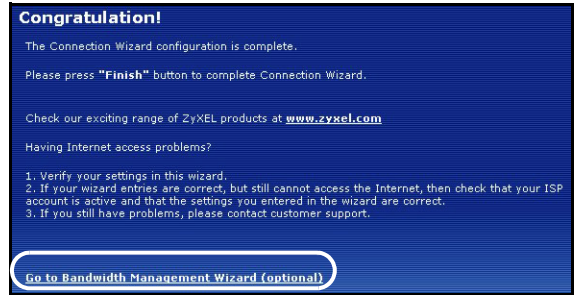 Congratulation!
The Connection Wizard configuration is complete.
Please press "Finish" button to complete Connection Wizard.
Check our exciting range of ZyXEL products at www.zyxel.com
Having Internet access problems?
1. Verify your settings in this wizard.
2. If your wizard entries are correct, but still cannot access the Internet, then check that your ISP
account is active and that the settings you entered in the wizard are correct.
3. If you still have problems, please contact customer support.
Go to Bandwidth Management Wizard (optional)